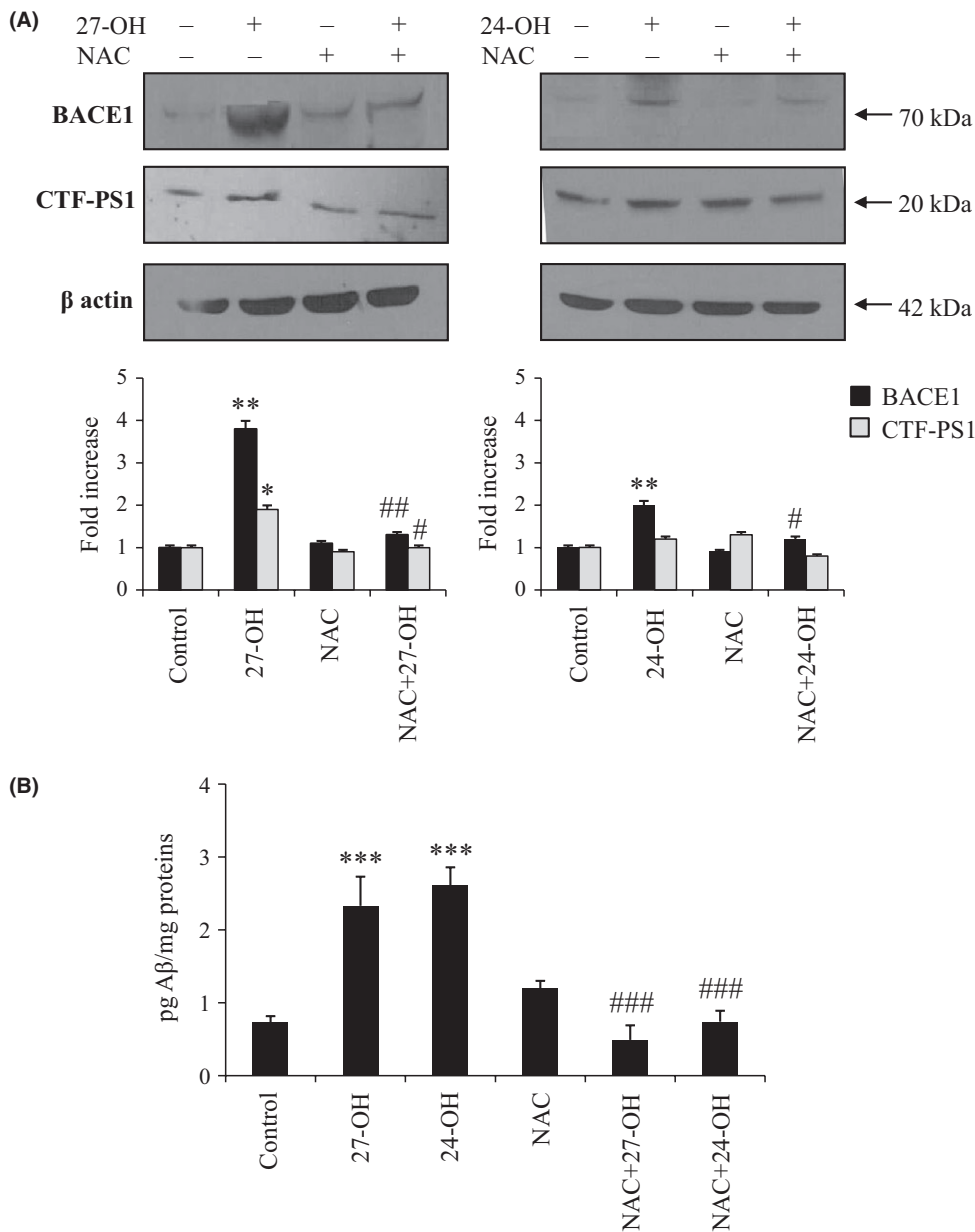 (A)
27-OH – + – +
NAC – – + +
24-OH – + – +
NAC – – + +
BACE1
70 kDa
CTF-PS1
20 kDa
β actin
42 kDa
Fold increase
5
4
3
2
1
0
**
*
##
#
Control
27-OH
NAC
NAC+27-OH
Fold increase
5
4
3
2
1
0
**
#
Control
24-OH
NAC
NAC+24-OH
BACE1
CTF-PS1
(B)
pg Aβ/mg proteins
4
3
2
1
0
***
***
###
###
Control
27-OH
24-OH
NAC
NAC+27-OH
NAC+24-OH